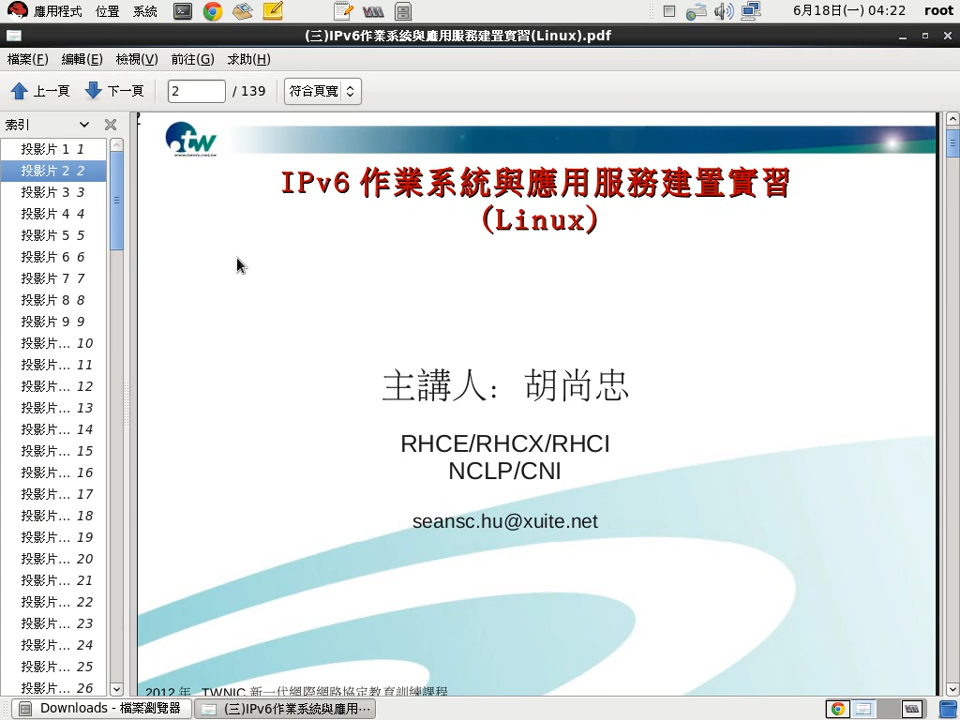 應用程式 位置 系統 6月18日(一) 04:22 root
(三)IPv6作業系統與應用服務建置實習(Linux).pdf
檔案(F) 編輯(E) 檢視(V) 前往(G) 求助(H)
上一頁 下一頁 2 / 139 符合頁寬
索引
投影片 1 1
投影片 2 2
投影片 3 3
投影片 4 4
投影片 5 5
投影片 6 6
投影片 7 7
投影片 8 8
投影片 9 9
投影片… 10
投影片… 11
投影片… 12
投影片… 13
投影片… 14
投影片… 15
投影片… 16
投影片… 17
投影片… 18
投影片… 19
投影片… 20
投影片… 21
投影片… 22
投影片… 23
投影片… 24
投影片… 25
投影片… 26
tw
IPv6 作業系統與應用服務建置實習
(Linux)
主講人: 胡尚忠
RHCE/RHCX/RHCI
NCLP/CNI
seansc.hu@xuite.net
2012 年 TWNIC 新一代網際網路協定教育訓練課程
Downloads - 檔案瀏覽器 (三)IPv6作業系統與應用…